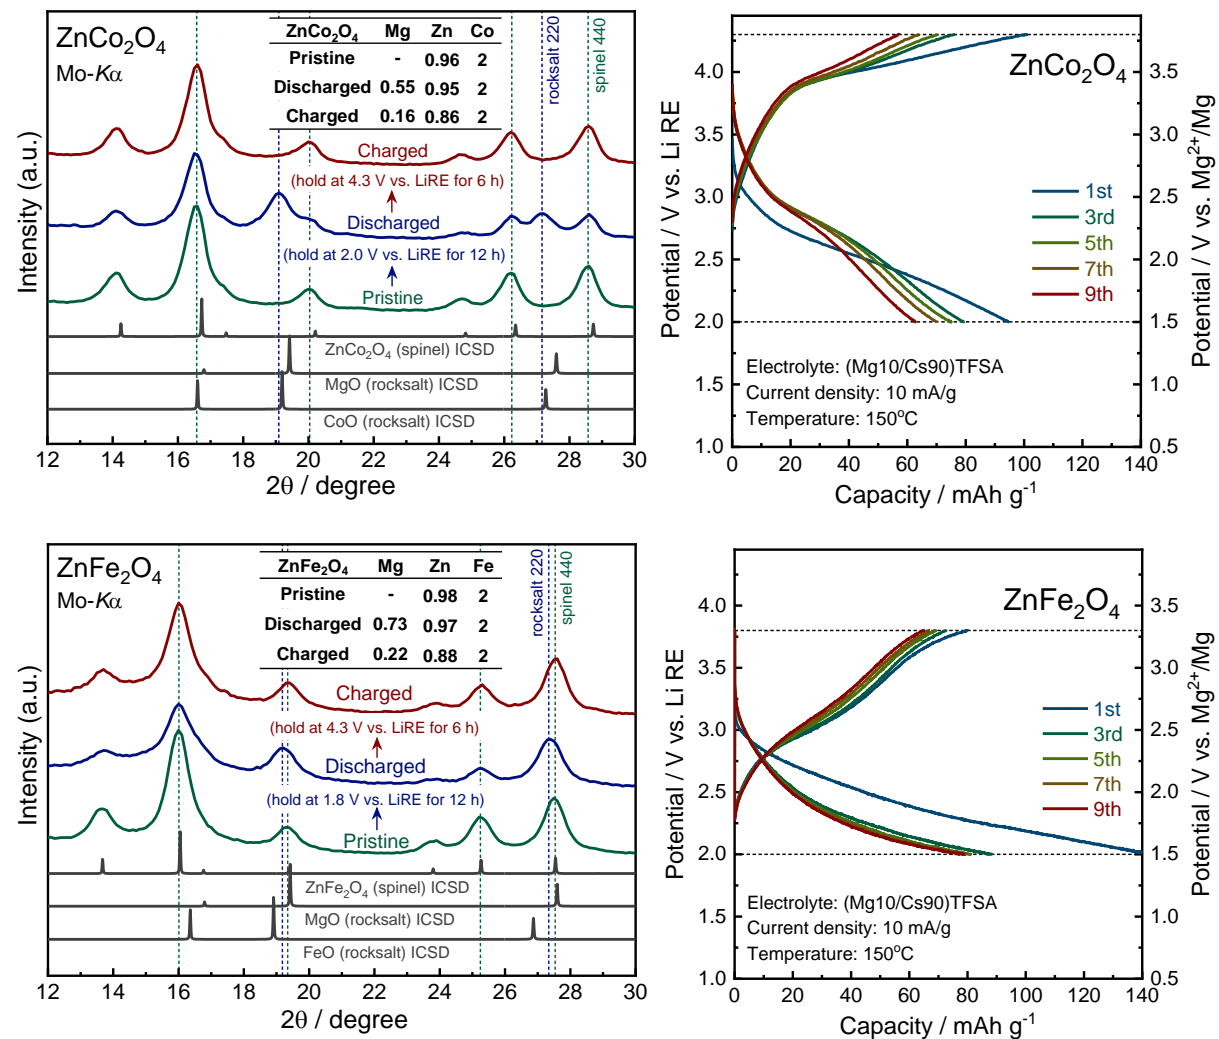 ZnCo₂O₄
Mo-Kα
ZnCo₂O₄ Mg Zn Co
Pristine - 0.96 2
Discharged 0.55 0.95 2
Charged 0.16 0.86 2
rocksalt 220
spinel 440
Charged
(hold at 4.3 V vs. LiRE for 6 h)
Discharged
(hold at 2.0 V vs. LiRE for 12 h)
Pristine
ZnCo₂O₄ (spinel) ICSD
MgO (rocksalt) ICSD
CoO (rocksalt) ICSD
Intensity (a.u.)
12 14 16 18 20 22 24 26 28 30
2θ / degree
ZnCo₂O₄
Potential / V vs. Li RE
4.0
3.5
3.0
2.5
2.0
1.5
1.0
1st
3rd
5th
7th
9th
Electrolyte: (Mg10/Cs90)TFSA
Current density: 10 mA/g
Temperature: 150°C
Potential / V vs. Mg²⁺/Mg
3.5
3.0
2.5
2.0
1.5
1.0
0.5
0 20 40 60 80 100 120 140
Capacity / mAh g⁻¹
ZnFe₂O₄
Mo-Kα
ZnFe₂O₄ Mg Zn Fe
Pristine - 0.98 2
Discharged 0.73 0.97 2
Charged 0.22 0.88 2
rocksalt 220
spinel 440
Charged
(hold at 4.3 V vs. LiRE for 6 h)
Discharged
(hold at 1.8 V vs. LiRE for 12 h)
Pristine
ZnFe₂O₄ (spinel) ICSD
MgO (rocksalt) ICSD
FeO (rocksalt) ICSD
Intensity (a.u.)
12 14 16 18 20 22 24 26 28 30
2θ / degree
ZnFe₂O₄
Potential / V vs. Li RE
4.0
3.5
3.0
2.5
2.0
1.5
1.0
1st
3rd
5th
7th
9th
Electrolyte: (Mg10/Cs90)TFSA
Current density: 10 mA/g
Temperature: 150°C
Potential / V vs. Mg²⁺/Mg
3.5
3.0
2.5
2.0
1.5
1.0
0.5
0 20 40 60 80 100 120 140
Capacity / mAh g⁻¹